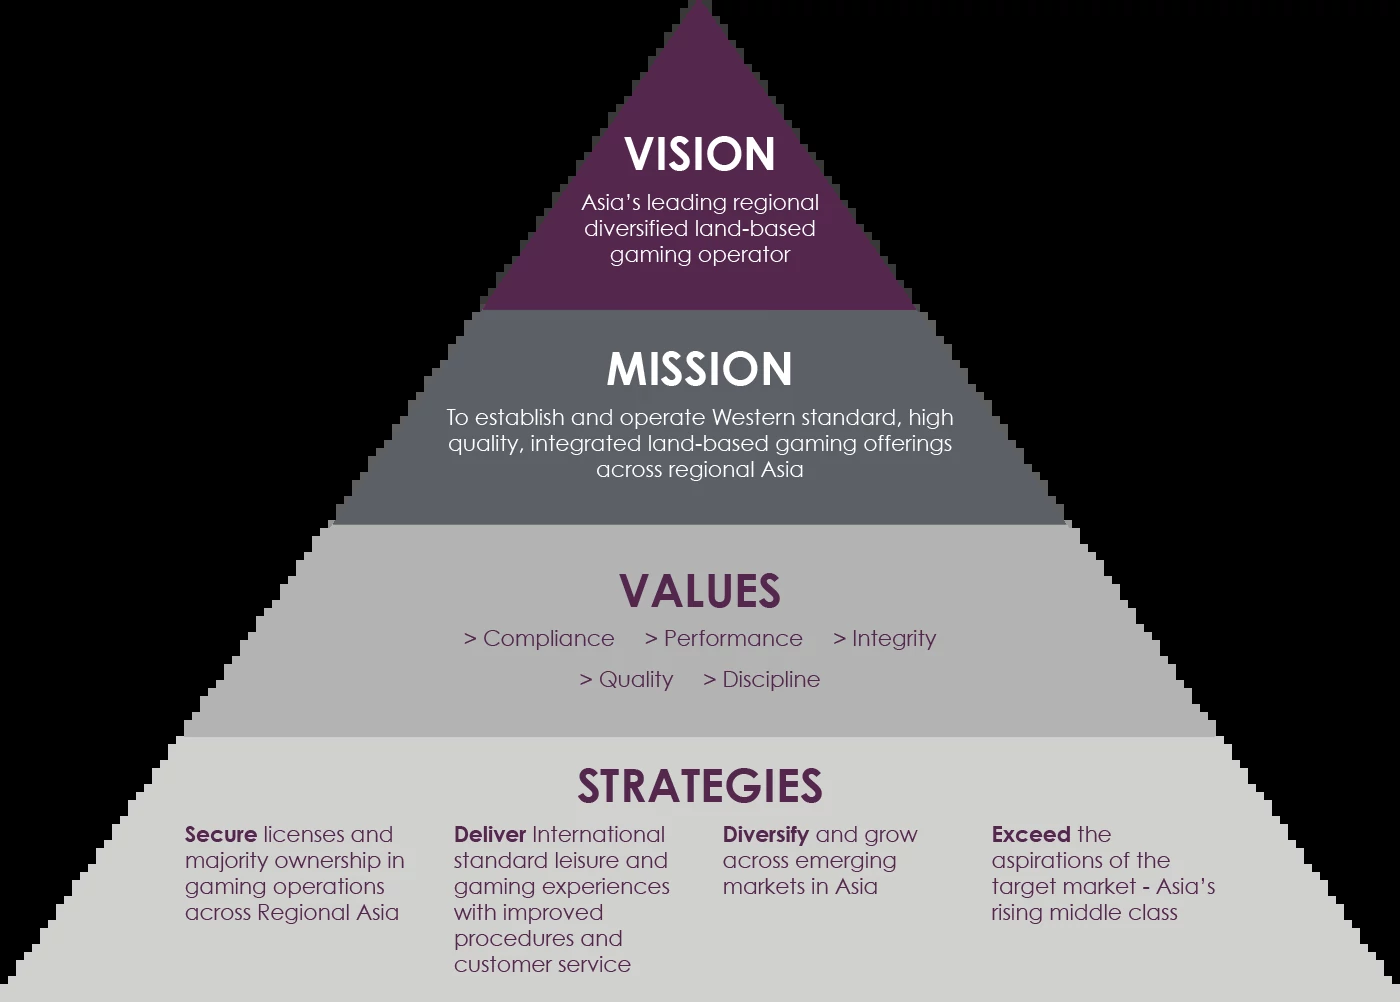 VISION
Asia’s leading regional
diversified land-based
gaming operator
MISSION
To establish and operate Western standard, high
quality, integrated land-based gaming offerings
across regional Asia
VALUES
> Compliance > Performance > Integrity
> Quality > Discipline
STRATEGIES
Secure licenses and
majority ownership in
gaming operations
across Regional Asia
Deliver International
standard leisure and
gaming experiences
with improved
procedures and
customer service
Diversify and grow
across emerging
markets in Asia
Exceed the
aspirations of the
target market - Asia’s
rising middle class